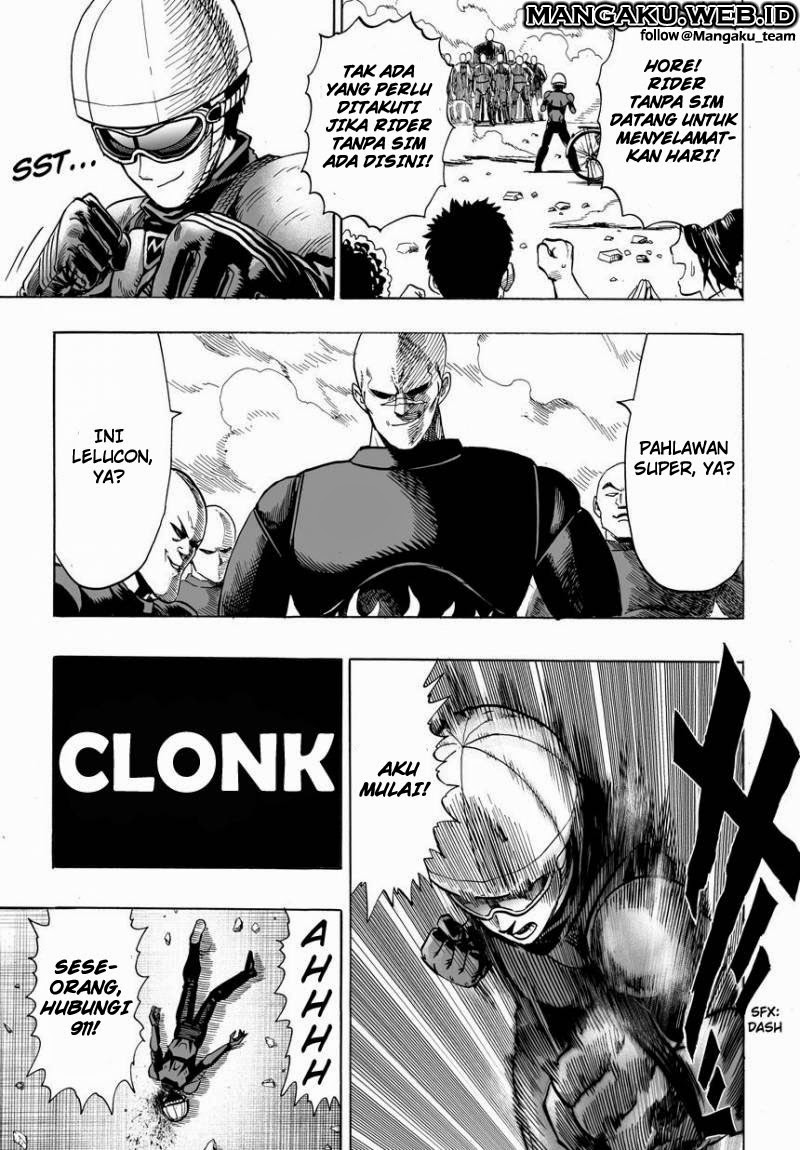 MANGAKU.WEB.ID
follow@Mangaku_team
HORE!
RIDER
TANPA SIM
DATANG UNTUK
MENYELAMAT-
KAN HARI!
TAK ADA
YANG PERLU
DITAKUTI
JIKA RIDER
TANPA SIM
ADA DISINI!
SST...
PAHLAWAN
SUPER, YA?
INI
LELUCON,
YA?
AKU
MULAI!
SFX:
DASH
CLONK
AHHHHH
SESE-
ORANG,
HUBUNGI
911!